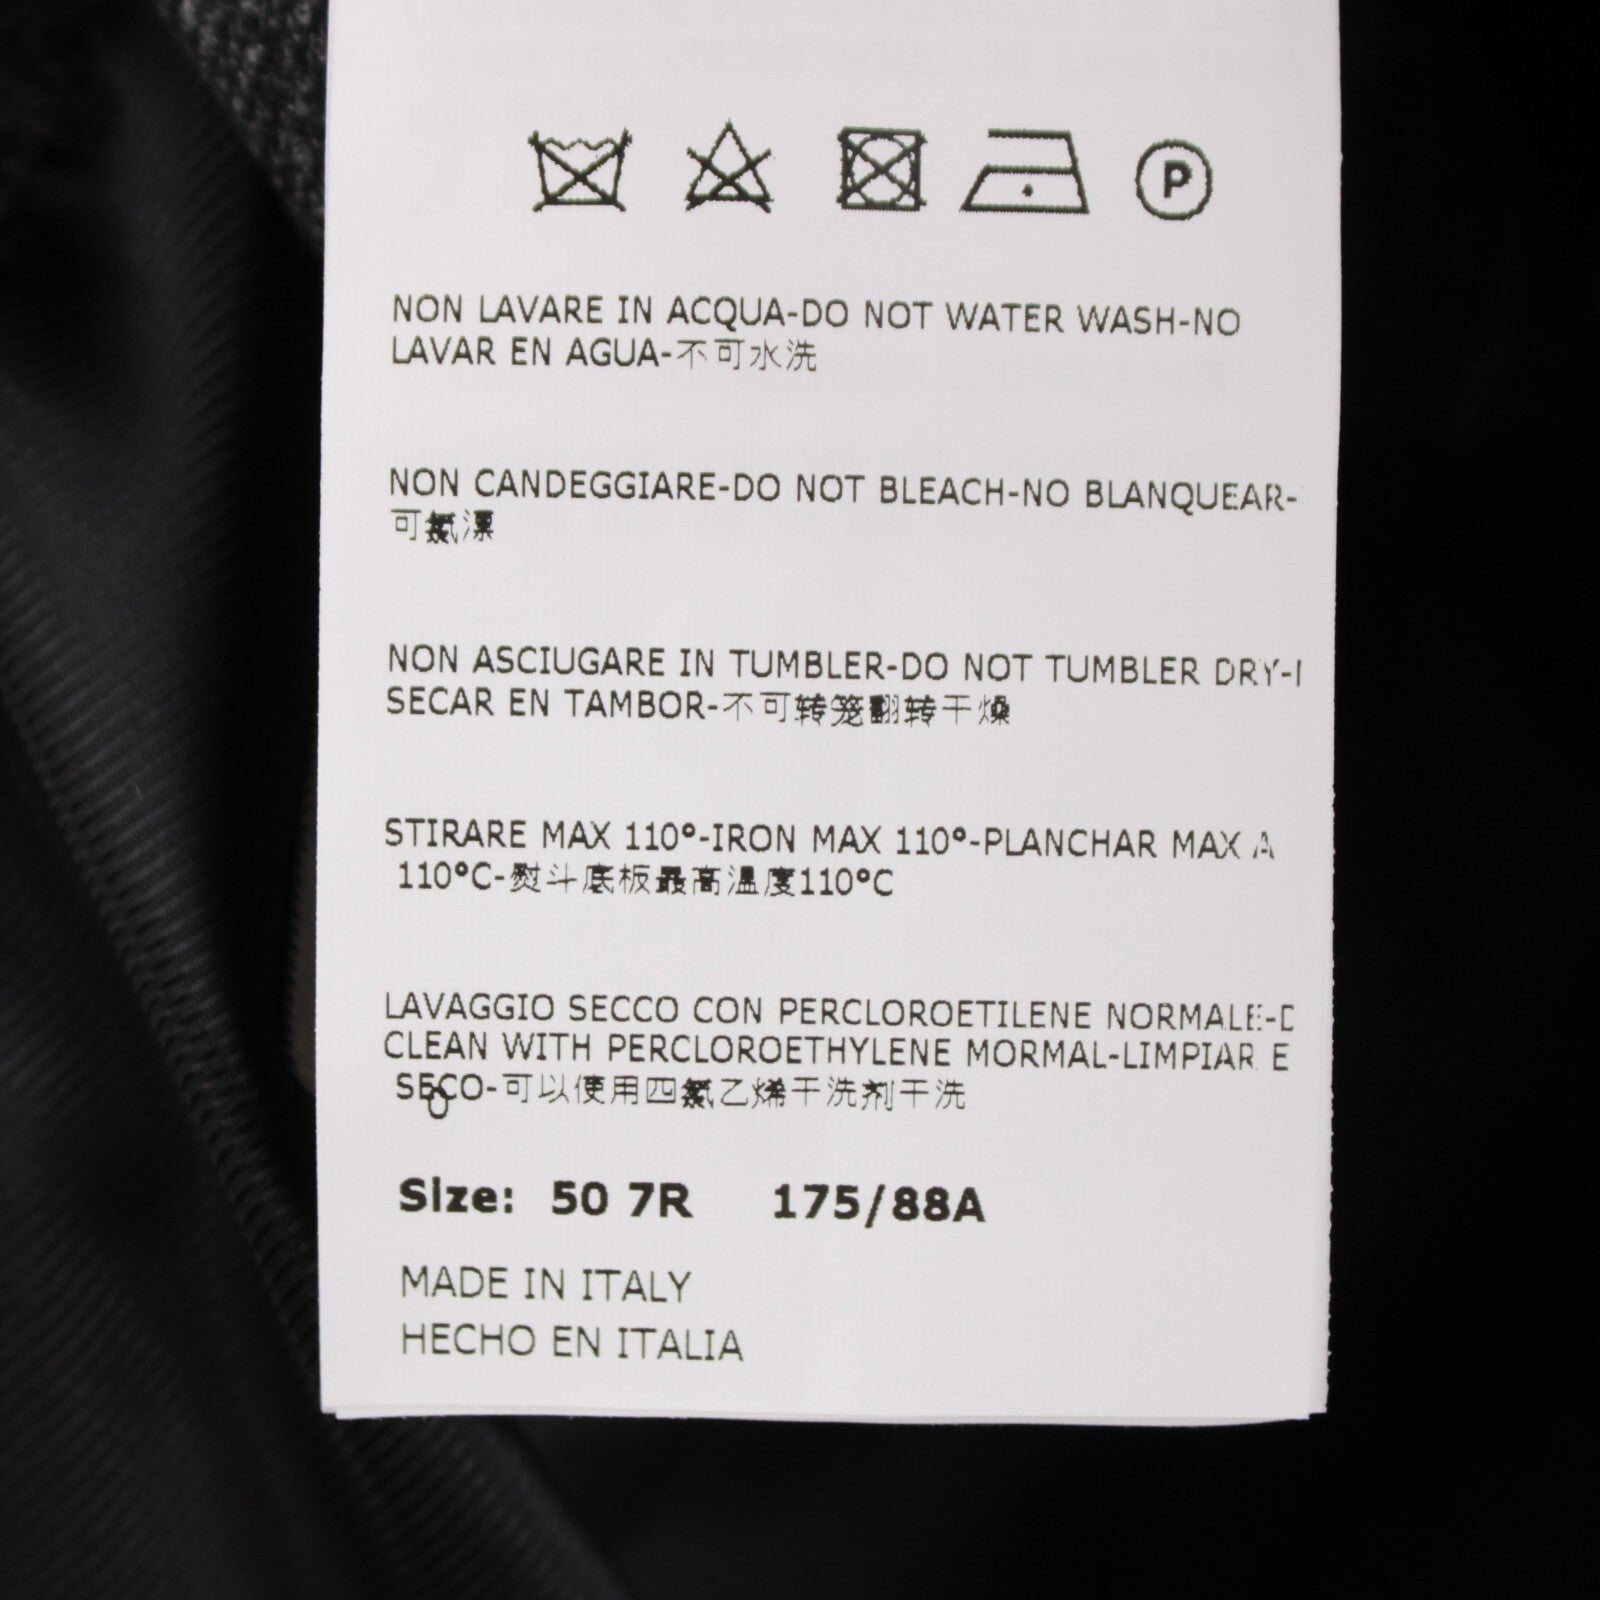 P
NON LAVARE IN ACQUA-DO NOT WATER WASH-NO
LAVAR EN AGUA-不可水洗
NON CANDEGGIARE-DO NOT BLEACH-NO BLANQUEAR-
可氯漂
NON ASCIUGARE IN TUMBLER-DO NOT TUMBLER DRY-
SECAR EN TAMBOR-不可转笼翻转干燥
STIRARE MAX 110°-IRON MAX 110°-PLANCHAR MAX A
110°C-熨斗底板最高温度110°C
LAVAGGIO SECCO CON PERCLOROETILENE NORMALE-
CLEAN WITH PERCLOROETHYLENE MORMAL-LIMPIAR E
SECO-可以使用四氯乙烯干洗剂干洗
Size: 50 7R 175/88A
MADE IN ITALY
HECHO EN ITALIA